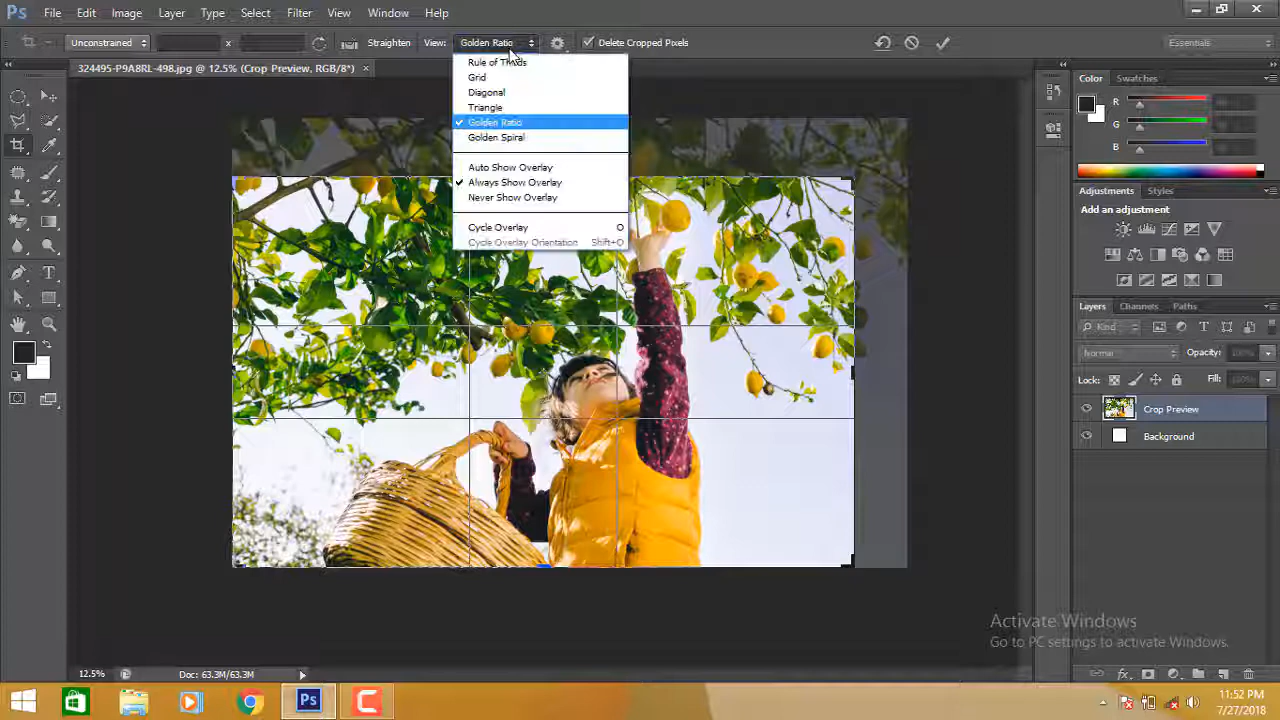 Ps File Edit Image Layer Type Select Filter View Window Help
Unconstrained x Straighten View: Golden Ratio Delete Cropped Pixels Essentials
324495-P9A8RL-498.jpg @ 12.5% (Crop Preview, RGB/8*) ×
Rule of Thirds
Grid
Diagonal
Triangle
Golden Ratio
Golden Spiral
Auto Show Overlay
Always Show Overlay
Never Show Overlay
Cycle Overlay O
Cycle Overlay Orientation Shift+O
Color Swatches
R
G
B
Adjustments Styles
Add an adjustment
Layers Channels Paths
Kind
Normal Opacity: 100%
Lock: Fill: 100%
Crop Preview
Background
Activate Windows
Go to PC settings to activate Windows.
12.5% Doc: 63.3M/63.3M
Ps
11:52 PM
7/27/2018